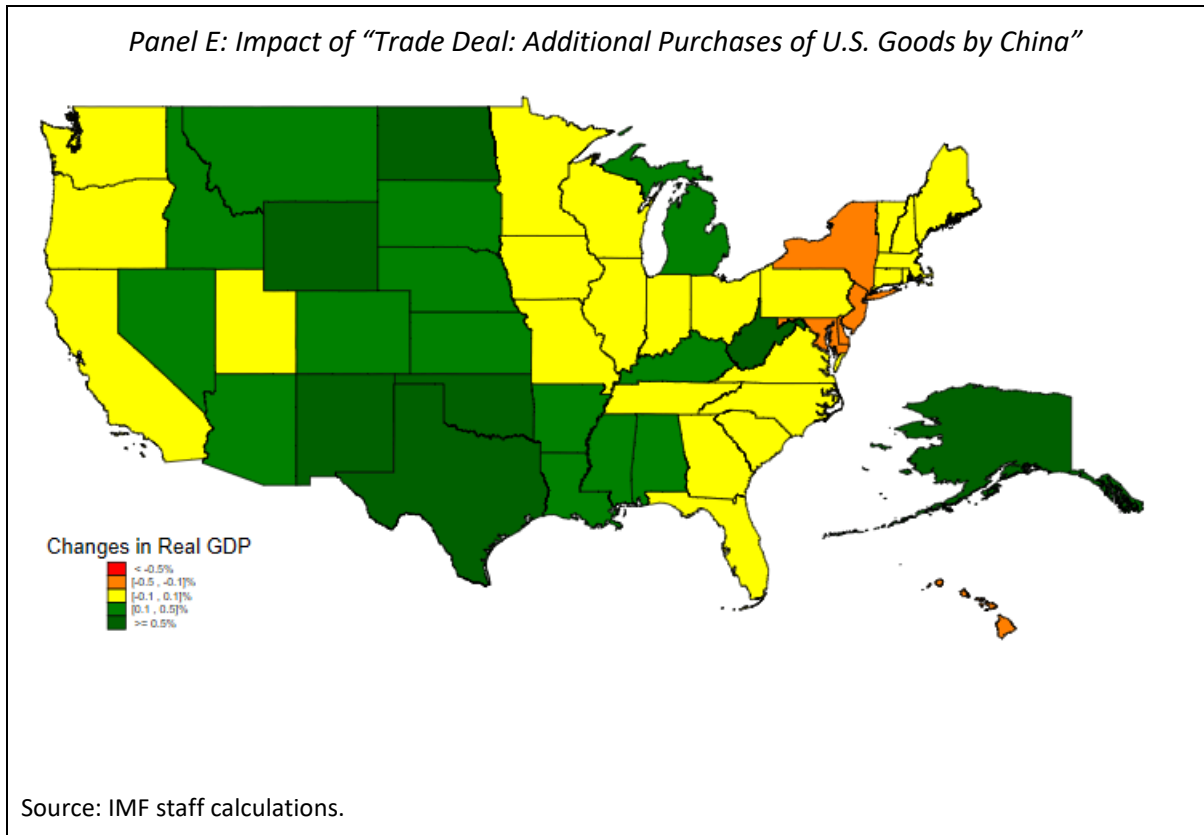 Panel E: Impact of “Trade Deal: Additional Purchases of U.S. Goods by China”
Changes in Real GDP
< -0.5%
[-0.5 , -0.1]%
[-0.1 , 0.1]%
[0.1 , 0.5]%
>= 0.5%
Source: IMF staff calculations.